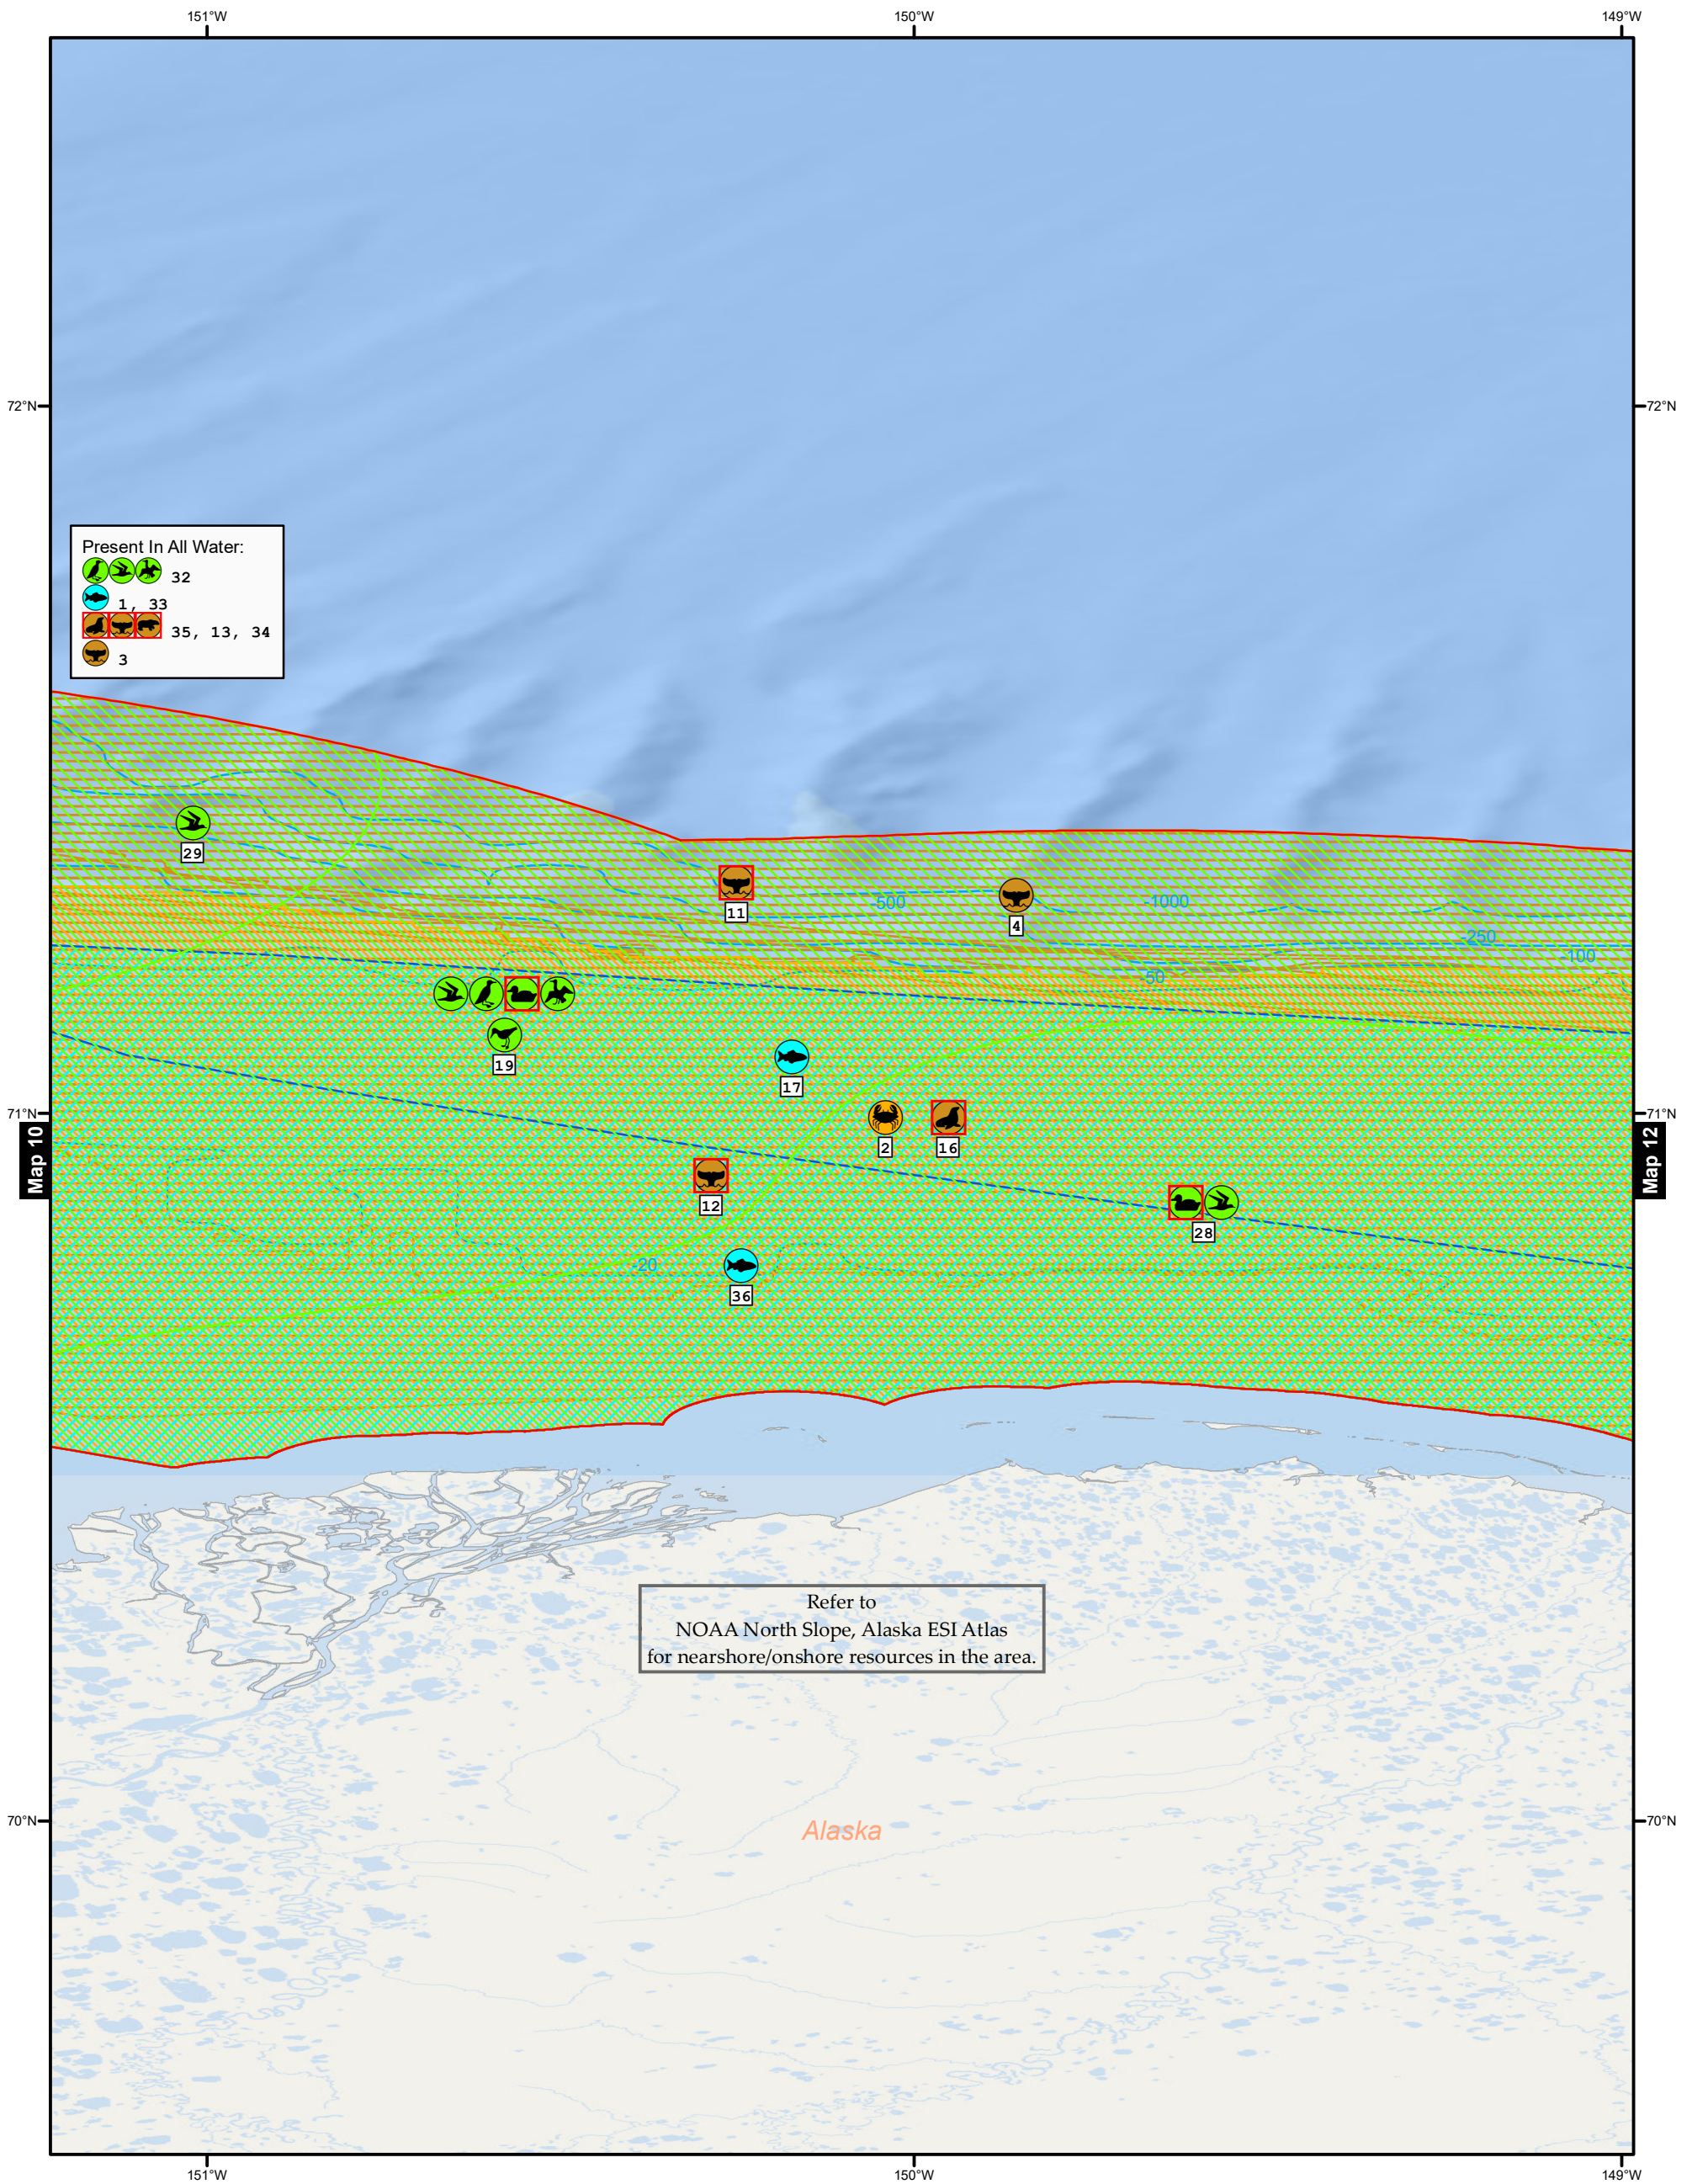 151°W 150°W 149°W
72°N 72°N
Present In All Water:
32
1, 33
35, 13, 34
3
29
11
4
-500
-1000
-250
-100
-50
19
17
2
16
71°N 71°N
Map 10
Map 12
12
28
-20
36
Refer to
NOAA North Slope, Alaska ESI Atlas
for nearshore/onshore resources in the area.
70°N 70°N
Alaska
151°W 150°W 149°W